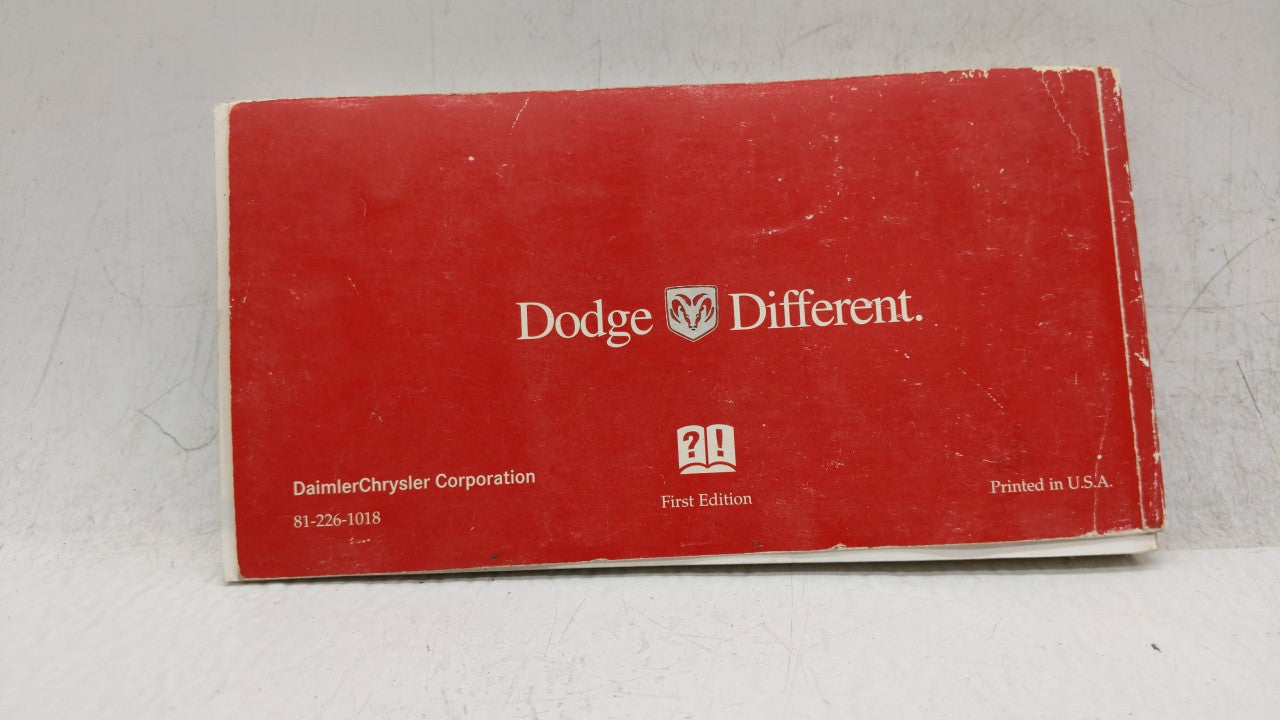 Dodge Different.
? !
First Edition
DaimlerChrysler Corporation
81-226-1018
Printed in U.S.A.